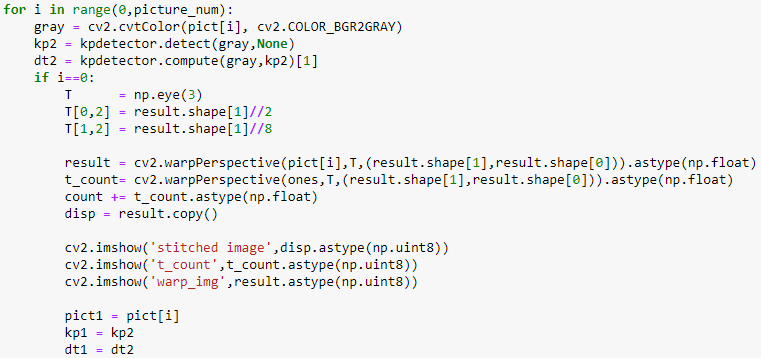 for i in range(0,picture_num):
    gray = cv2.cvtColor(pict[i], cv2.COLOR_BGR2GRAY)
    kp2 = kpdetector.detect(gray,None)
    dt2 = kpdetector.compute(gray,kp2)[1]
    if i==0:
        T      = np.eye(3)
        T[0,2] = result.shape[1]//2
        T[1,2] = result.shape[1]//8

        result = cv2.warpPerspective(pict[i],T,(result.shape[1],result.shape[0])).astype(np.float)
        t_count= cv2.warpPerspective(ones,T,(result.shape[1],result.shape[0])).astype(np.float)
        count += t_count.astype(np.float)
        disp = result.copy()

        cv2.imshow('stitched image',disp.astype(np.uint8))
        cv2.imshow('t_count',t_count.astype(np.uint8))
        cv2.imshow('warp_img',result.astype(np.uint8))

        pict1 = pict[i]
        kp1 = kp2
        dt1 = dt2